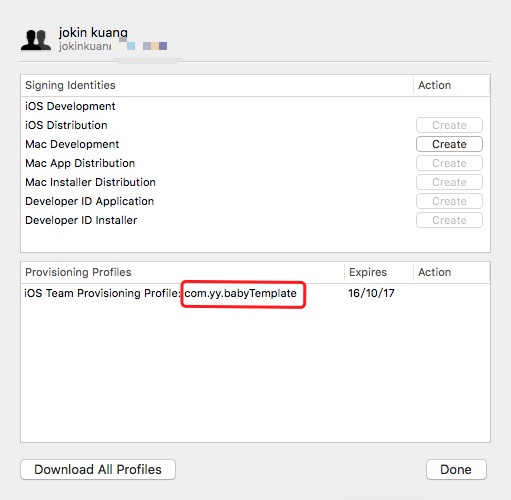 jokin kuang
jokinkuan
Signing Identities Action
iOS Development
iOS Distribution Create
Mac Development Create
Mac App Distribution Create
Mac Installer Distribution Create
Developer ID Application Create
Developer ID Installer Create
Provisioning Profiles Expires Action
iOS Team Provisioning Profile: com.yy.babyTemplate 16/10/17
Download All Profiles Done